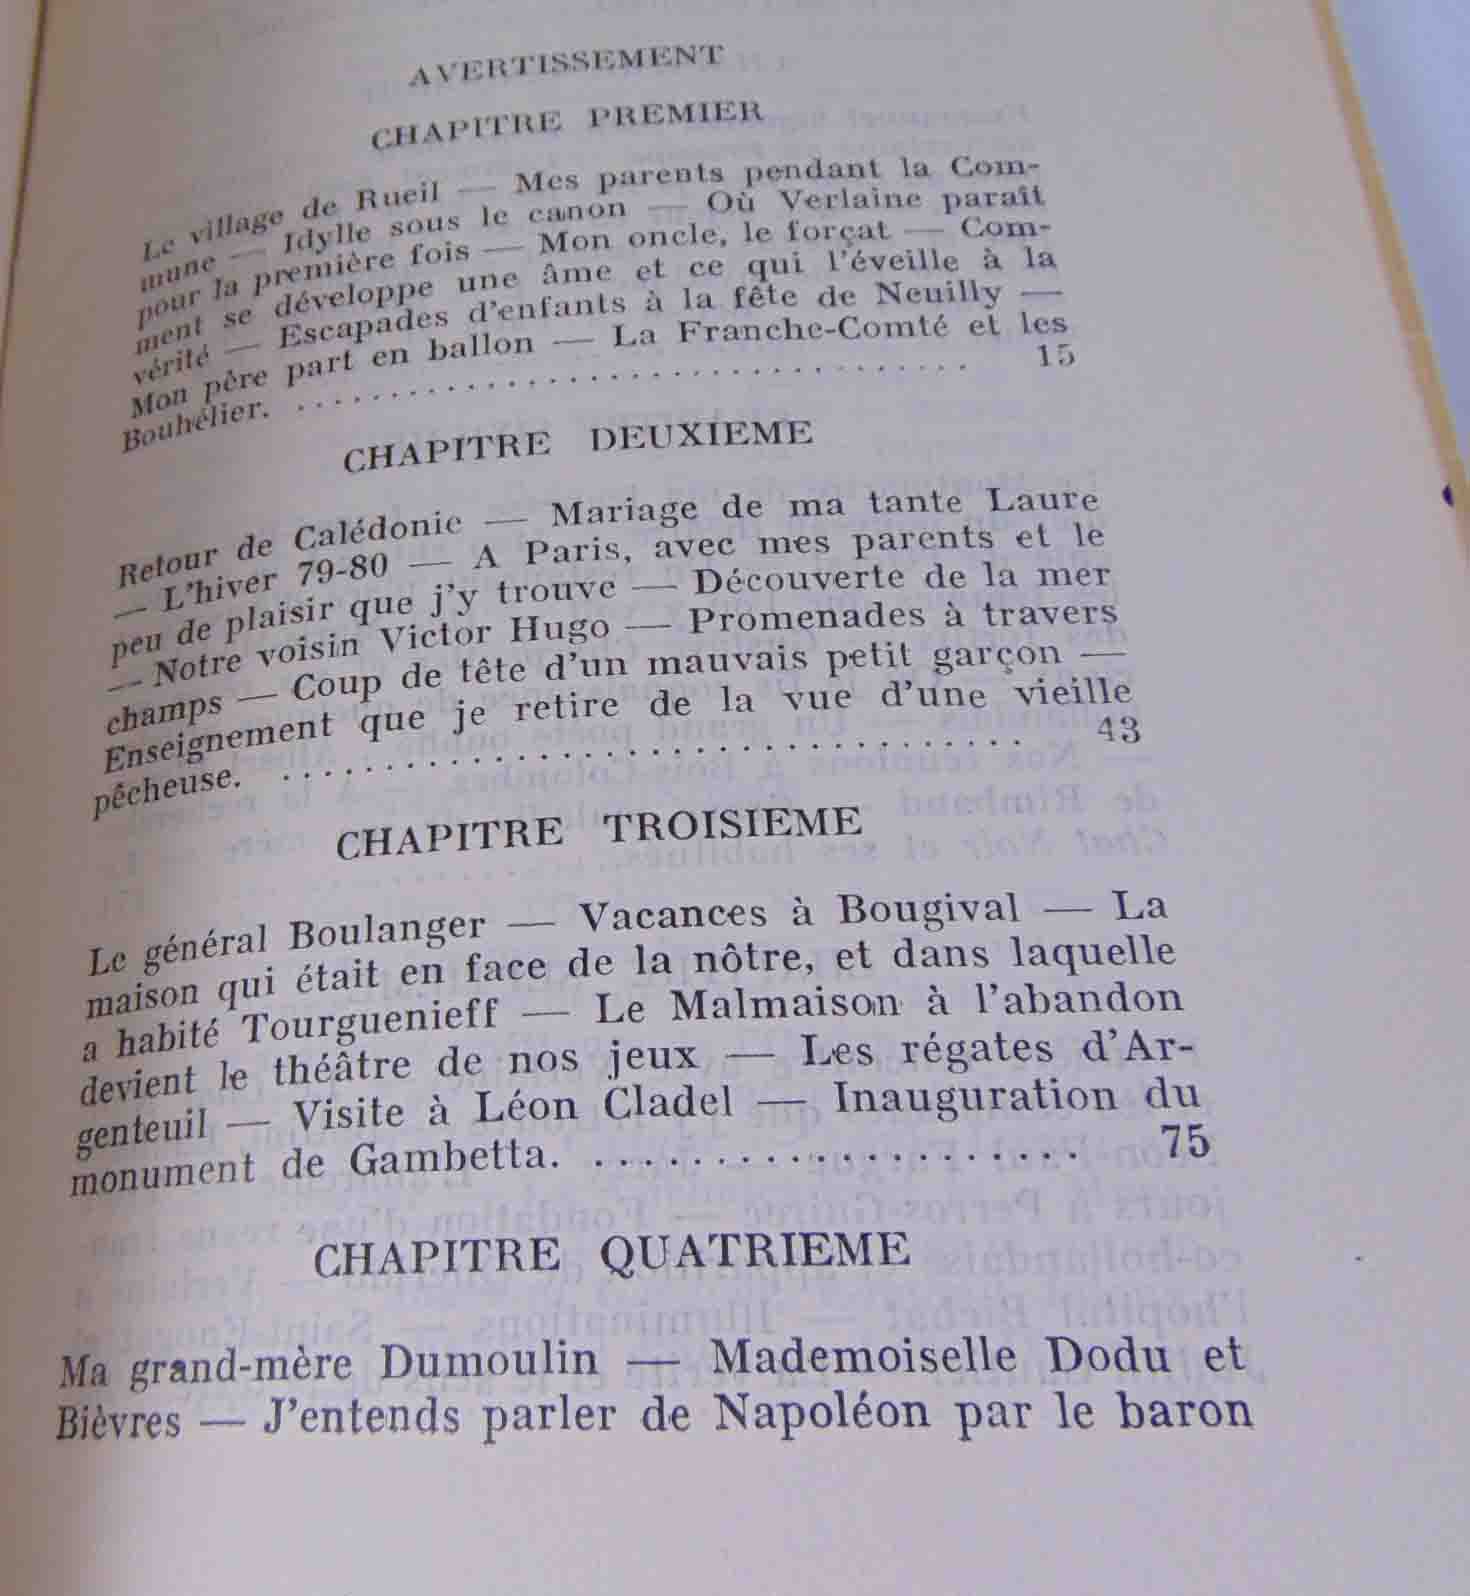 AVERTISSEMENT
CHAPITRE PREMIER
Le village de Rueil — Mes parents pendant la Com-
mune — Idylle sous le canon — Où Verlaine paraît
pour la première fois — Mon oncle, le forçat — Com-
ment se développe une âme et ce qui l'éveille à la
vérité — Escapades d'enfants à la fête de Neuilly —
Mon père part en ballon — La Franche-Comté et les
Bouhélier. .............................. 15
CHAPITRE DEUXIEME
Retour de Calédonie — Mariage de ma tante Laure
— L'hiver 79-80 — A Paris, avec mes parents et le
peu de plaisir que j'y trouve — Découverte de la mer
— Notre voisin Victor Hugo — Promenades à travers
champs — Coup de tête d'un mauvais petit garçon —
Enseignement que je retire de la vue d'une vieille
pêcheuse. .............................. 43
CHAPITRE TROISIEME
Le général Boulanger — Vacances à Bougival — La
maison qui était en face de la nôtre, et dans laquelle
a habité Tourguenieff — Le Malmaison à l'abandon
devient le théâtre de nos jeux — Les régates d'Ar-
genteuil — Visite à Léon Cladel — Inauguration du
monument de Gambetta. .................... 75
CHAPITRE QUATRIEME
Ma grand-mère Dumoulin — Mademoiselle Dodu et
Bièvres — J'entends parler de Napoléon par le baron